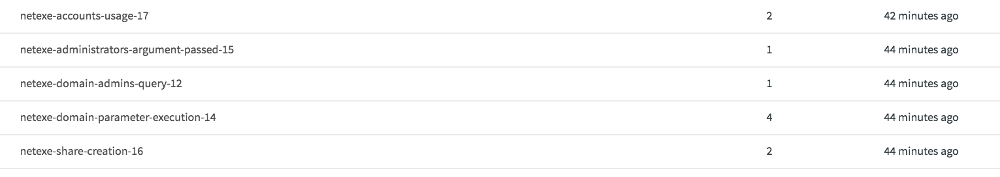 netexe-accounts-usage-17 2 42 minutes ago
netexe-administrators-argument-passed-15 1 44 minutes ago
netexe-domain-admins-query-12 1 44 minutes ago
netexe-domain-parameter-execution-14 4 44 minutes ago
netexe-share-creation-16 2 44 minutes ago